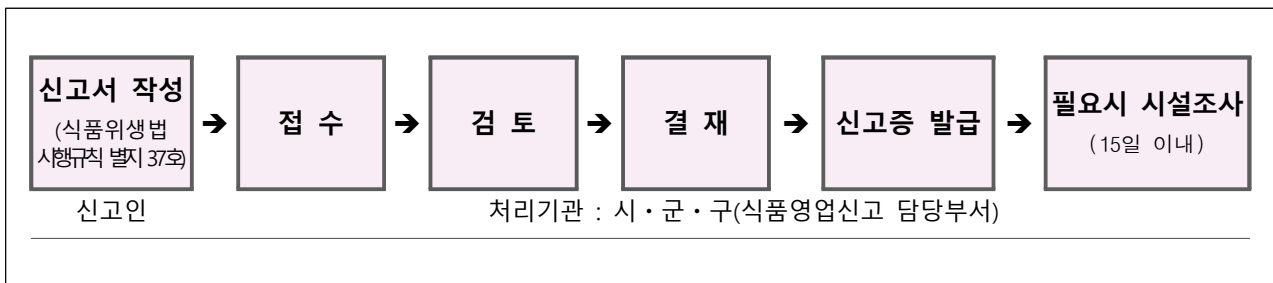 신고서 작성
(식품위생법
시행규칙 별지 37호)
➔
접 수
➔
검 토
➔
결 재
➔
신고증 발급
➔
필요시 시설조사
(15일 이내)
신고인
처리기관 : 시・군・구(식품영업신고 담당부서)